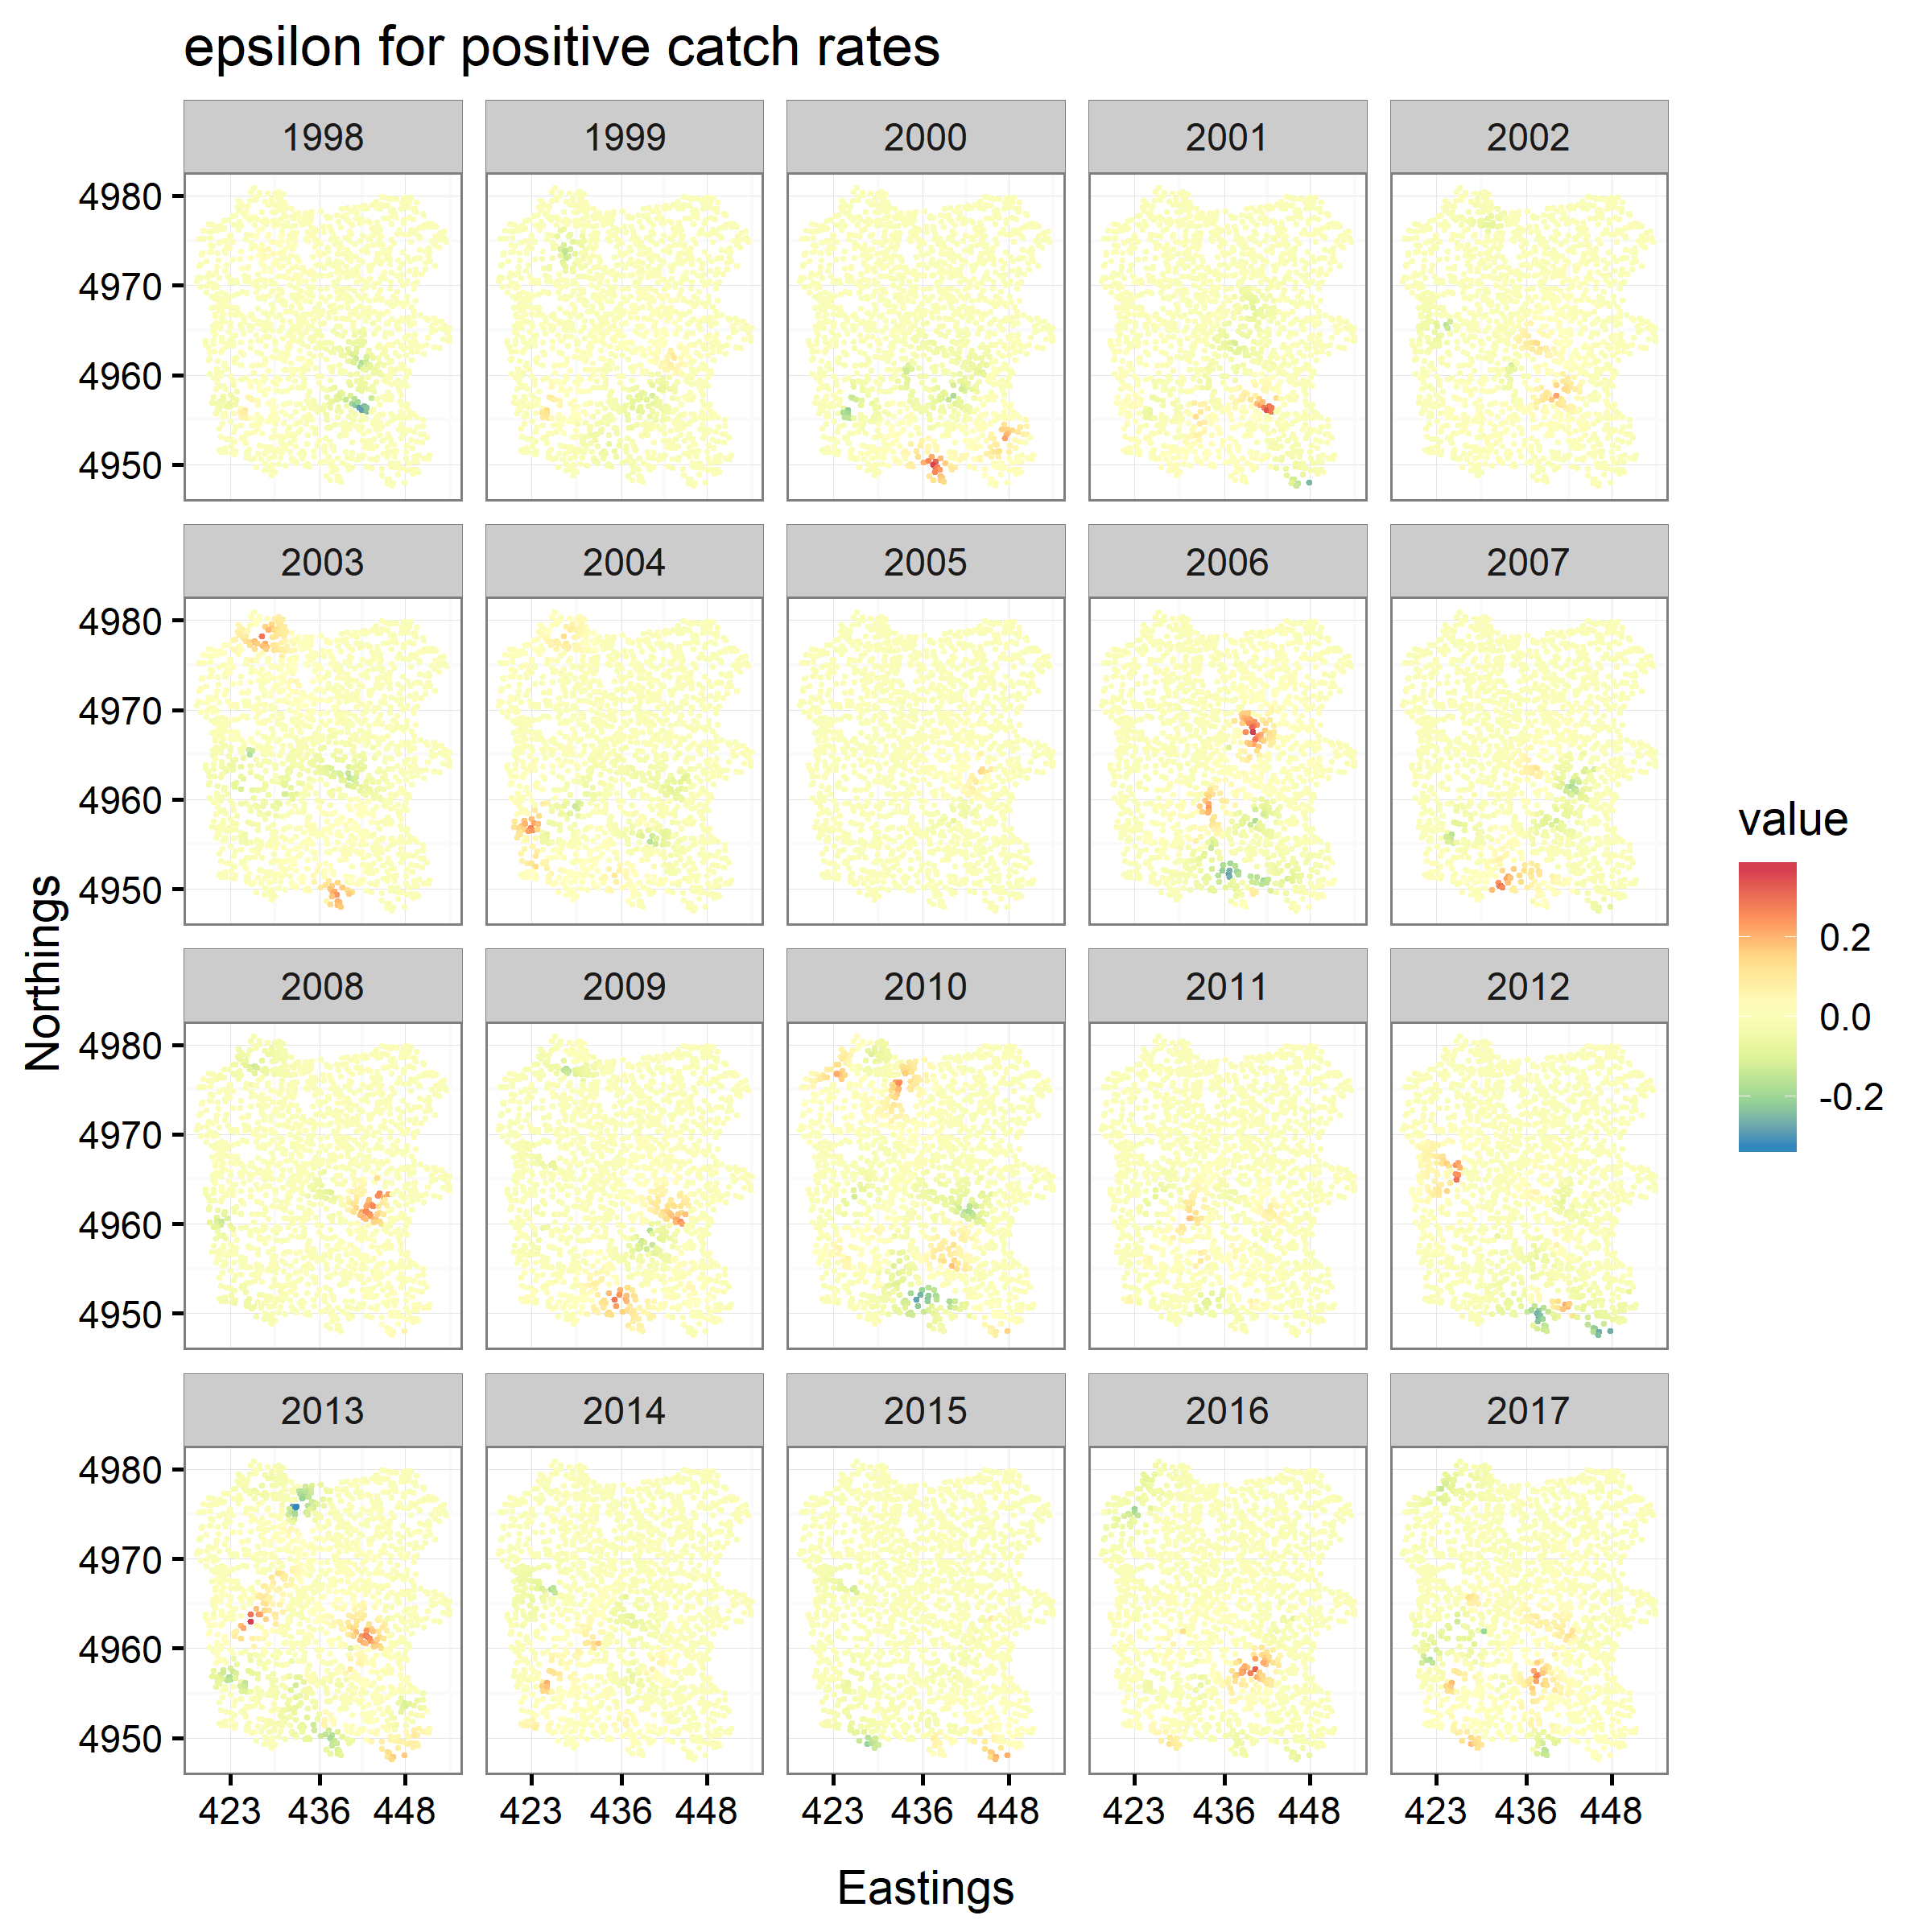 epsilon for positive catch rates
1998 1999 2000 2001 2002
4980
4970
4960
4950
2003 2004 2005 2006 2007
4980
4970
4960
4950
2008 2009 2010 2011 2012
4980
4970
4960
4950
2013 2014 2015 2016 2017
4980
4970
4960
4950
423 436 448 423 436 448 423 436 448 423 436 448 423 436 448
Eastings
Northings
value
0.2
0.0
-0.2